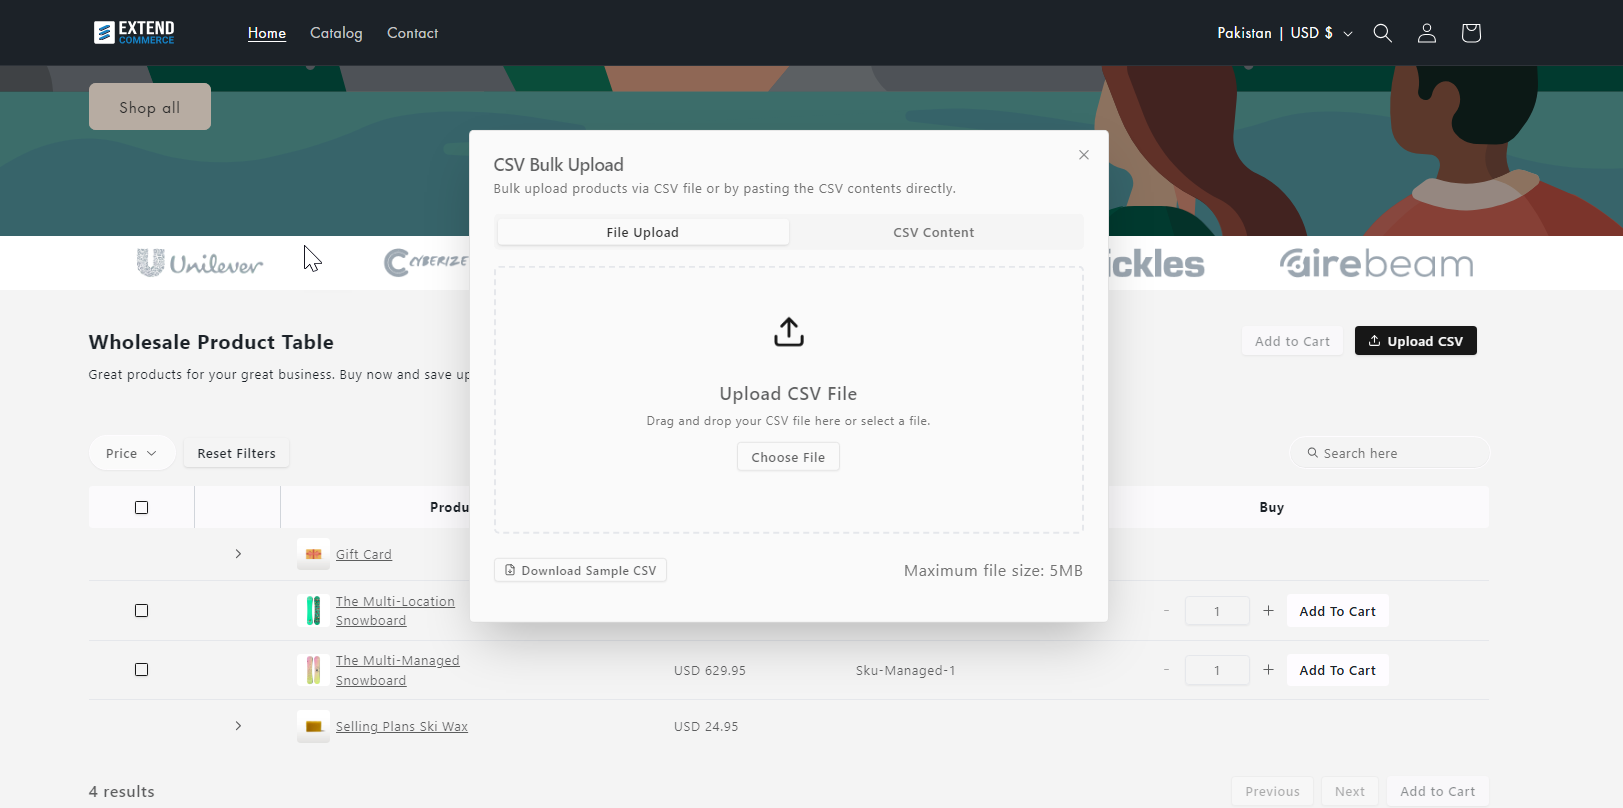 EXTEND
COMMERCE
Home
Catalog
Contact
Pakistan | USD $
Shop all
CSV Bulk Upload
Bulk upload products via CSV file or by pasting the CSV contents directly.
File Upload
CSV Content
Unilever
CYBERIZE
ickles
airebeam
Upload CSV File
Drag and drop your CSV file here or select a file.
Choose File
Download Sample CSV
Maximum file size: 5MB
Wholesale Product Table
Add to Cart
Upload CSV
Great products for your great business. Buy now and save up
Price
Reset Filters
Search here
Produ
Buy
Gift Card
The Multi-Location
Snowboard
- 1 +
Add To Cart
The Multi-Managed
Snowboard
USD 629.95
Sku-Managed-1
- 1 +
Add To Cart
Selling Plans Ski Wax
USD 24.95
4 results
Previous
Next
Add to Cart